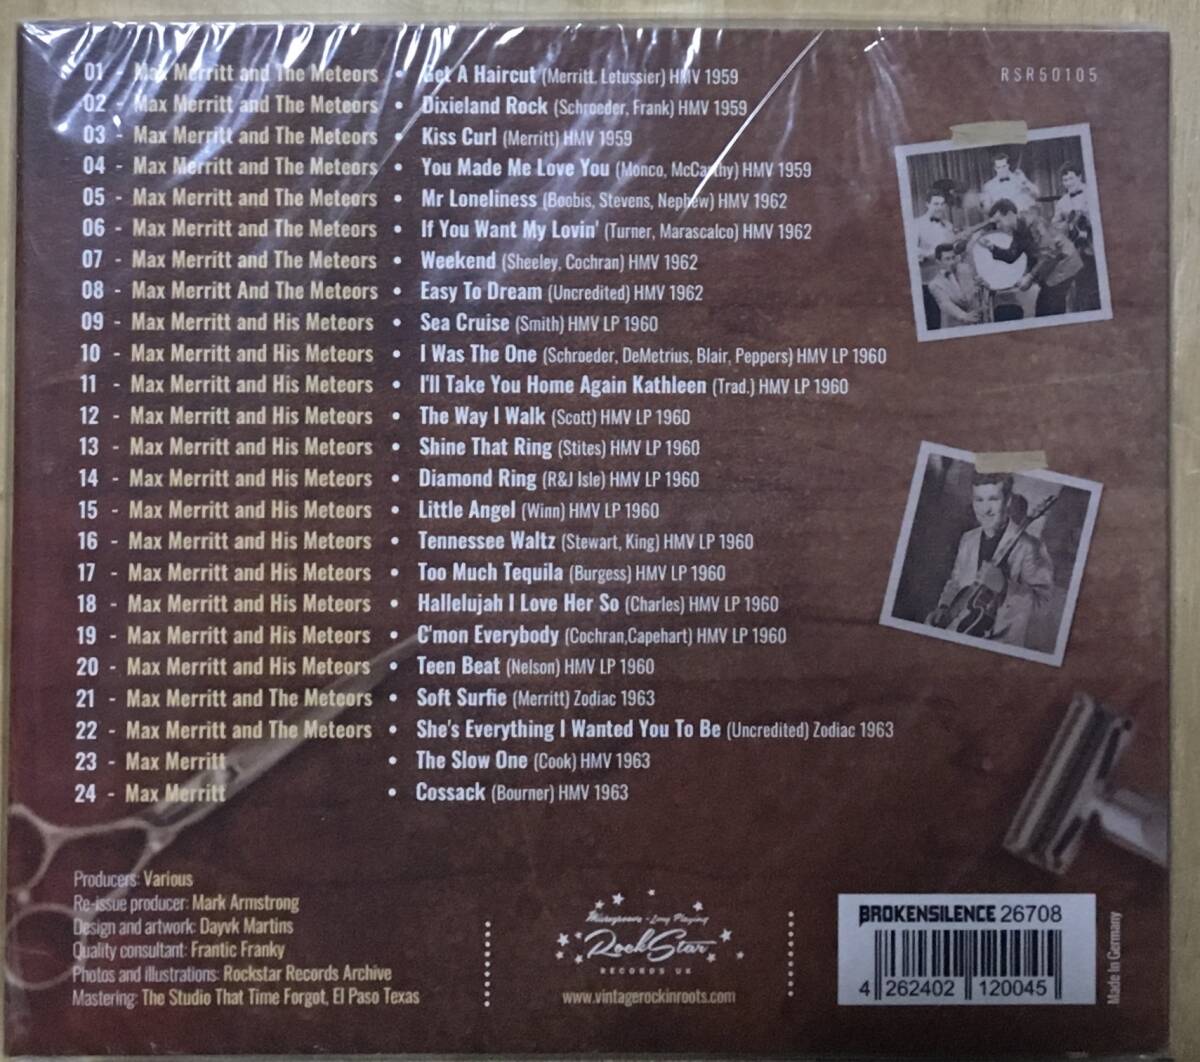 01 - Max Merritt and The Meteors • Get A Haircut (Merritt, Letussier) HMV 1959
RSR50105
02 - Max Merritt and The Meteors • Dixieland Rock (Schroeder, Frank) HMV 1959
03 - Max Merritt and The Meteors • Kiss Curl (Merritt) HMV 1959
04 - Max Merritt and The Meteors • You Made Me Love You (Monco, McCarthy) HMV 1959
05 - Max Merritt and The Meteors • Mr Loneliness (Boobis, Stevens, Nephew) HMV 1962
06 - Max Merritt and The Meteors • If You Want My Lovin' (Turner, Marascalco) HMV 1962
07 - Max Merritt and The Meteors • Weekend (Sheeley, Cochran) HMV 1962
08 - Max Merritt And The Meteors • Easy To Dream (Uncredited) HMV 1962
09 - Max Merritt and His Meteors • Sea Cruise (Smith) HMV LP 1960
10 - Max Merritt and His Meteors • I Was The One (Schroeder, DeMetrius, Blair, Peppers) HMV LP 1960
11 - Max Merritt and His Meteors • I'll Take You Home Again Kathleen (Trad.) HMV LP 1960
12 - Max Merritt and His Meteors • The Way I Walk (Scott) HMV LP 1960
13 - Max Merritt and His Meteors • Shine That Ring (Stites) HMV LP 1960
14 - Max Merritt and His Meteors • Diamond Ring (R&J Isle) HMV LP 1960
15 - Max Merritt and His Meteors • Little Angel (Winn) HMV LP 1960
16 - Max Merritt and His Meteors • Tennessee Waltz (Stewart, King) HMV LP 1960
17 - Max Merritt and His Meteors • Too Much Tequila (Burgess) HMV LP 1960
18 - Max Merritt and His Meteors • Hallelujah I Love Her So (Charles) HMV LP 1960
19 - Max Merritt and His Meteors • C'mon Everybody (Cochran,Capehart) HMV LP 1960
20 - Max Merritt and His Meteors • Teen Beat (Nelson) HMV LP 1960
21 - Max Merritt and The Meteors • Soft Surfie (Merritt) Zodiac 1963
22 - Max Merritt and The Meteors • She's Everything I Wanted You To Be (Uncredited) Zodiac 1963
23 - Max Merritt • The Slow One (Cook) HMV 1963
24 - Max Merritt • Cossack (Bourner) HMV 1963
Producers: Various
Re-issue producer: Mark Armstrong
Design and artwork: Dayvk Martins
Quality consultant: Frantic Franky
Photos and illustrations: Rockstar Records Archive
Mastering: The Studio That Time Forgot, El Paso Texas
Microgroove - Long Playing
RockStar
RECORDS UK
www.vintagerockinroots.com
BROKENSILENCE 26708
4 262402 120045
Made In Germany